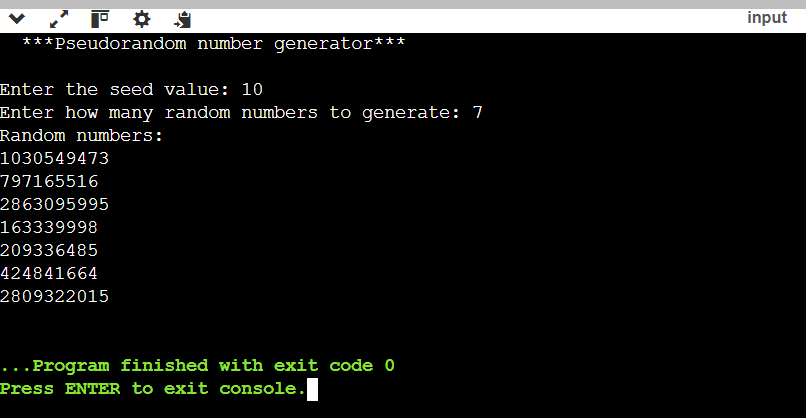 input
***Pseudorandom number generator***
Enter the seed value: 10
Enter how many random numbers to generate: 7
Random numbers:
1030549473
797165516
2863095995
163339998
209336485
424841664
2809322015
...Program finished with exit code 0
Press ENTER to exit console.